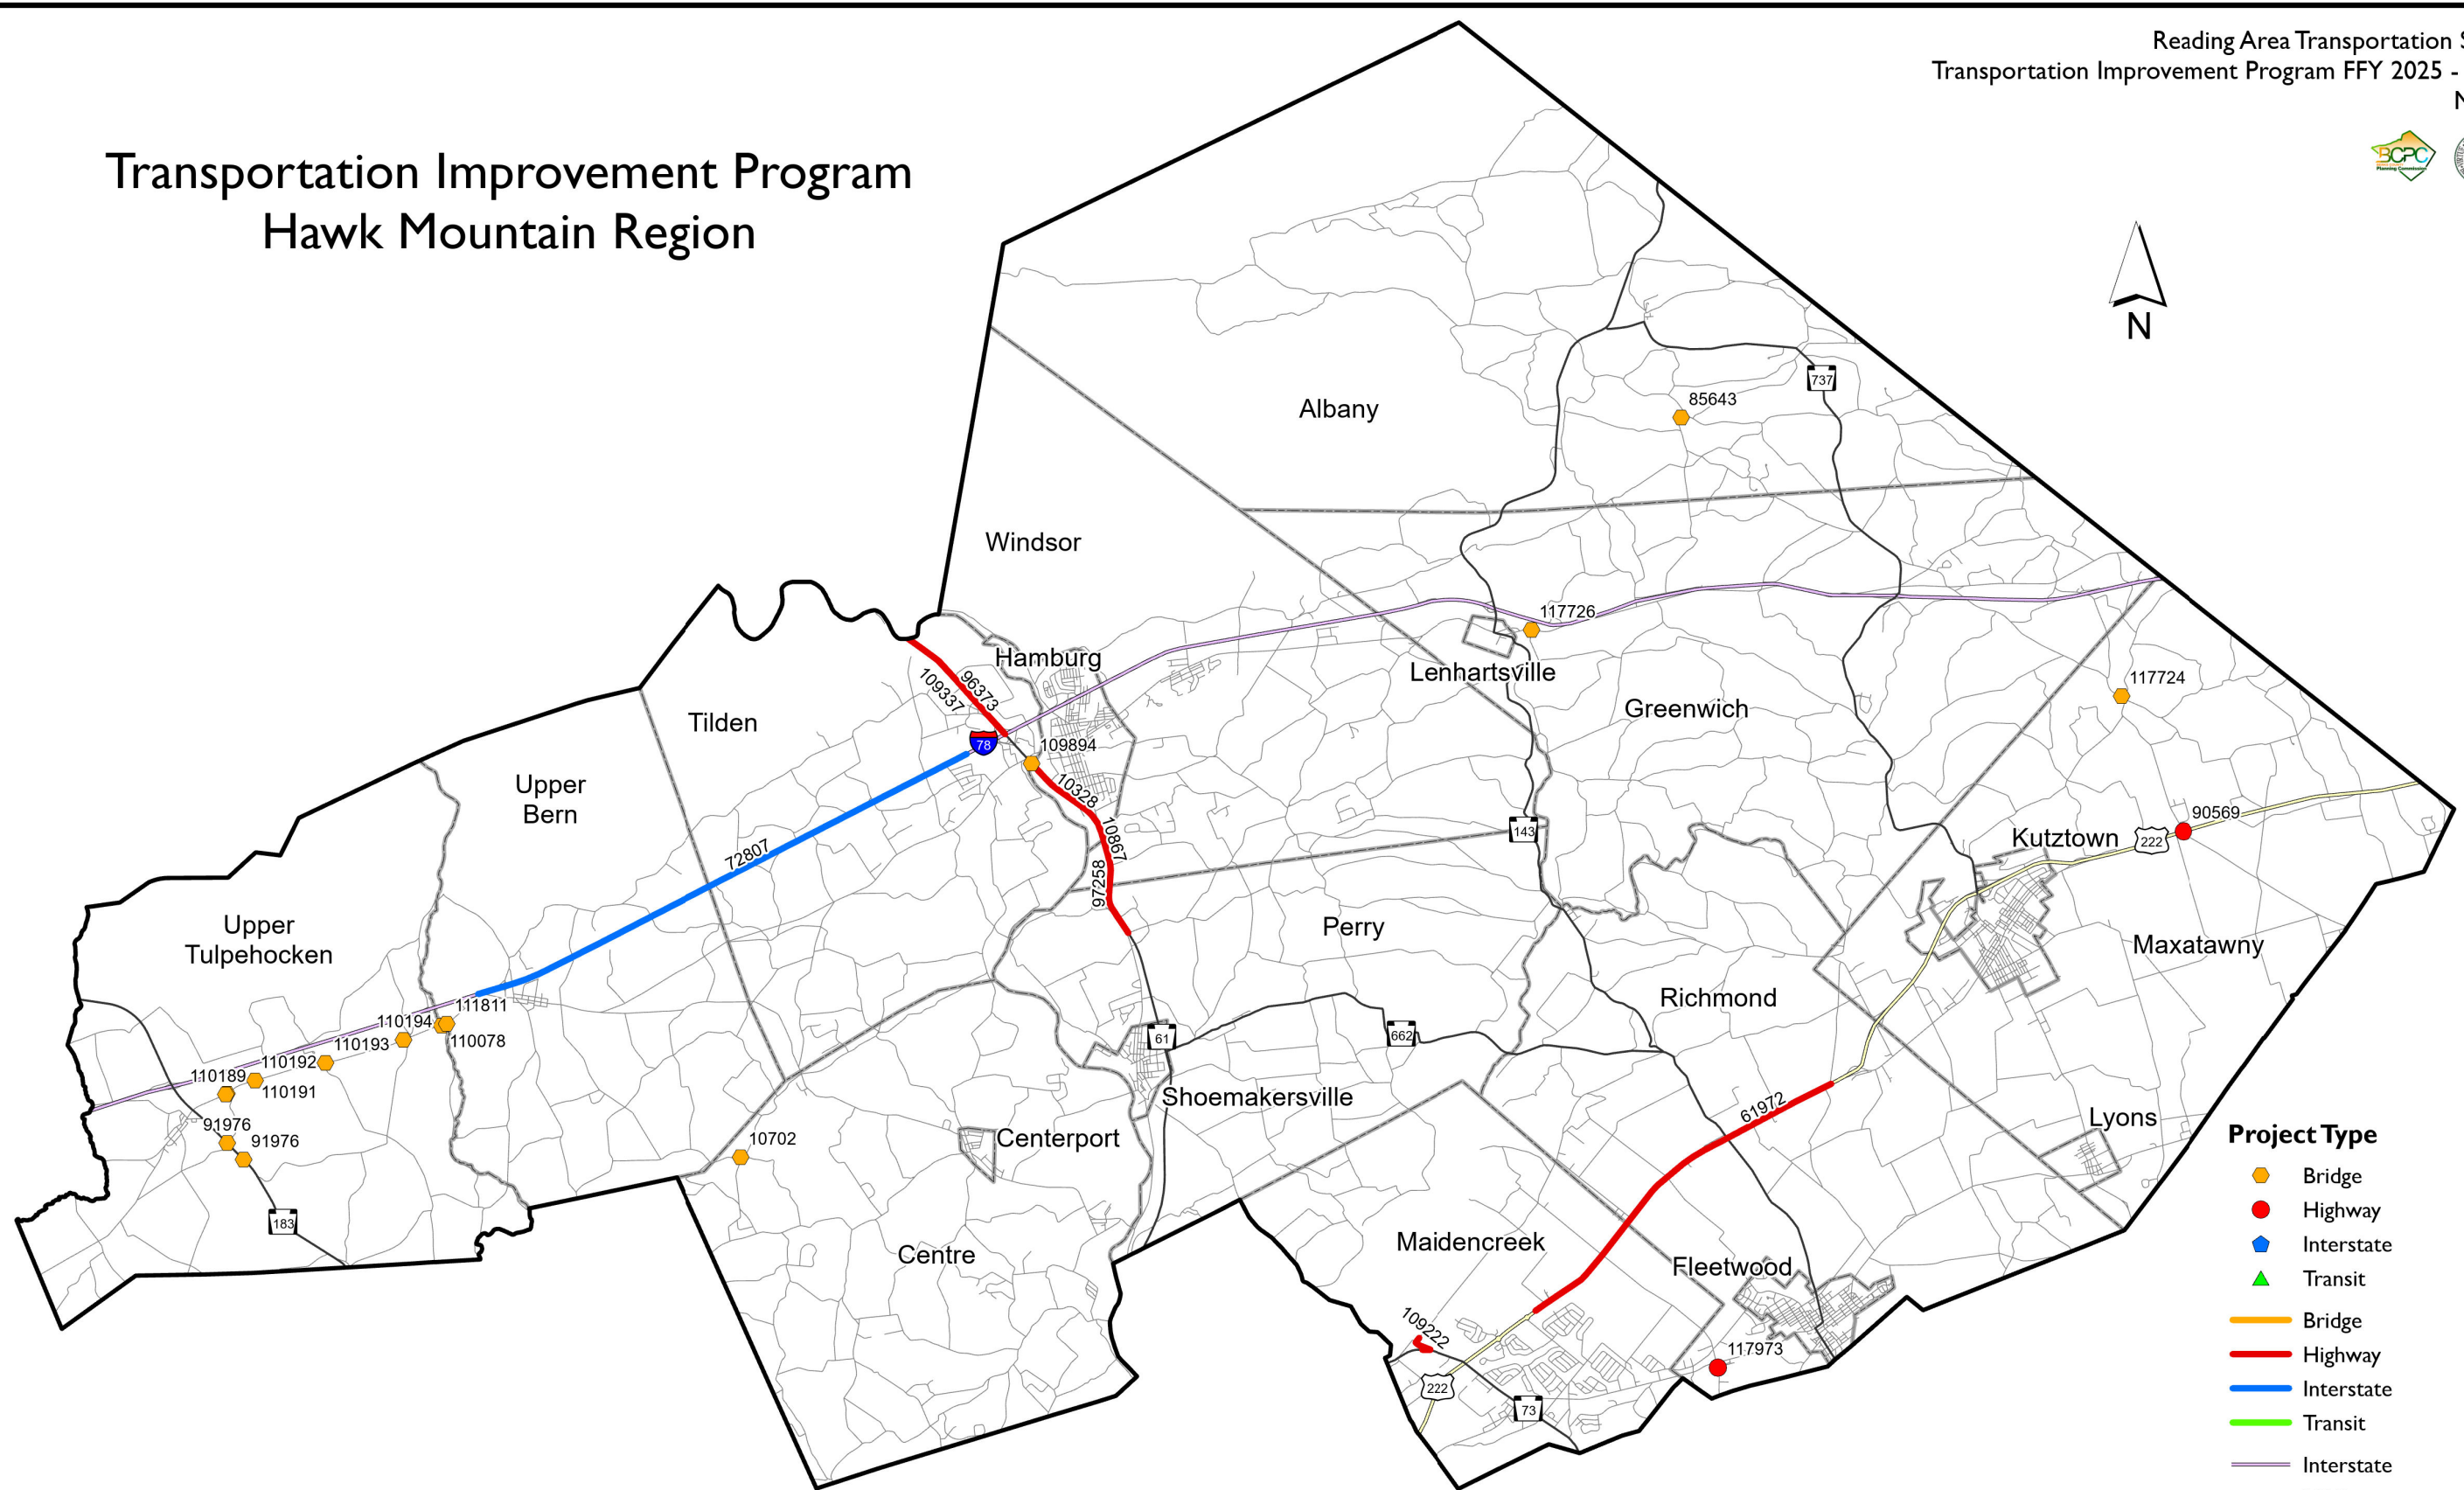 Reading Area Transportation
Transportation Improvement Program FFY 2025 -
BCPC
Planning Commission
Transportation Improvement Program
Hawk Mountain Region
N
737
85643
Albany
Windsor
117726
Hamburg
Lenhartsville
117724
96373
109337
Greenwich
Tilden
78
109894
Upper
Bern
10328
90569
10867
143
Kutztown
222
72807
97258
Upper
Tulpehocken
Perry
Maxatawny
Richmond
111811
110194
110193
110078
61
662
110192
110189
110191
Shoemakersville
61972
Lyons
91976
91976
10702
Centerport
183
Centre
Maidencreek
Fleetwood
109222
117973
222
73
Project Type
Bridge
Highway
Interstate
Transit
Bridge
Highway
Interstate
Transit
Interstate